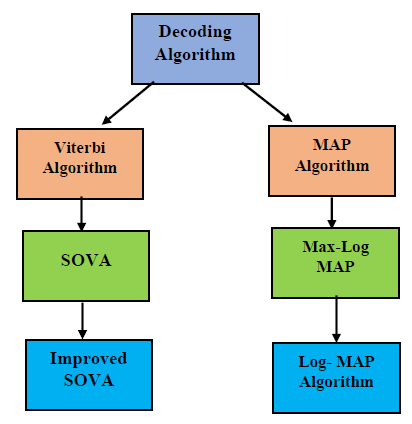 Decoding
Algorithm
Viterbi
Algorithm
MAP
Algorithm
SOVA
Max-Log
MAP
Improved
SOVA
Log- MAP
Algorithm